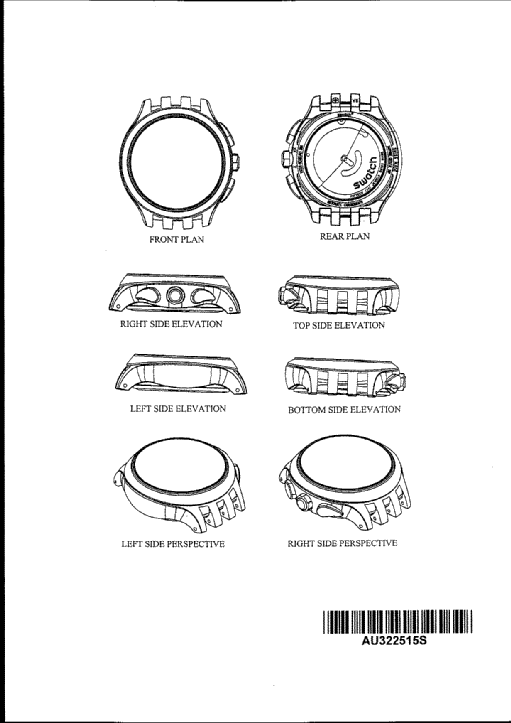 FRONT PLAN
REAR PLAN
swatch
RIGHT SIDE ELEVATION
TOP SIDE ELEVATION
LEFT SIDE ELEVATION
BOTTOM SIDE ELEVATION
LEFT SIDE PERSPECTIVE
RIGHT SIDE PERSPECTIVE
AU322515S